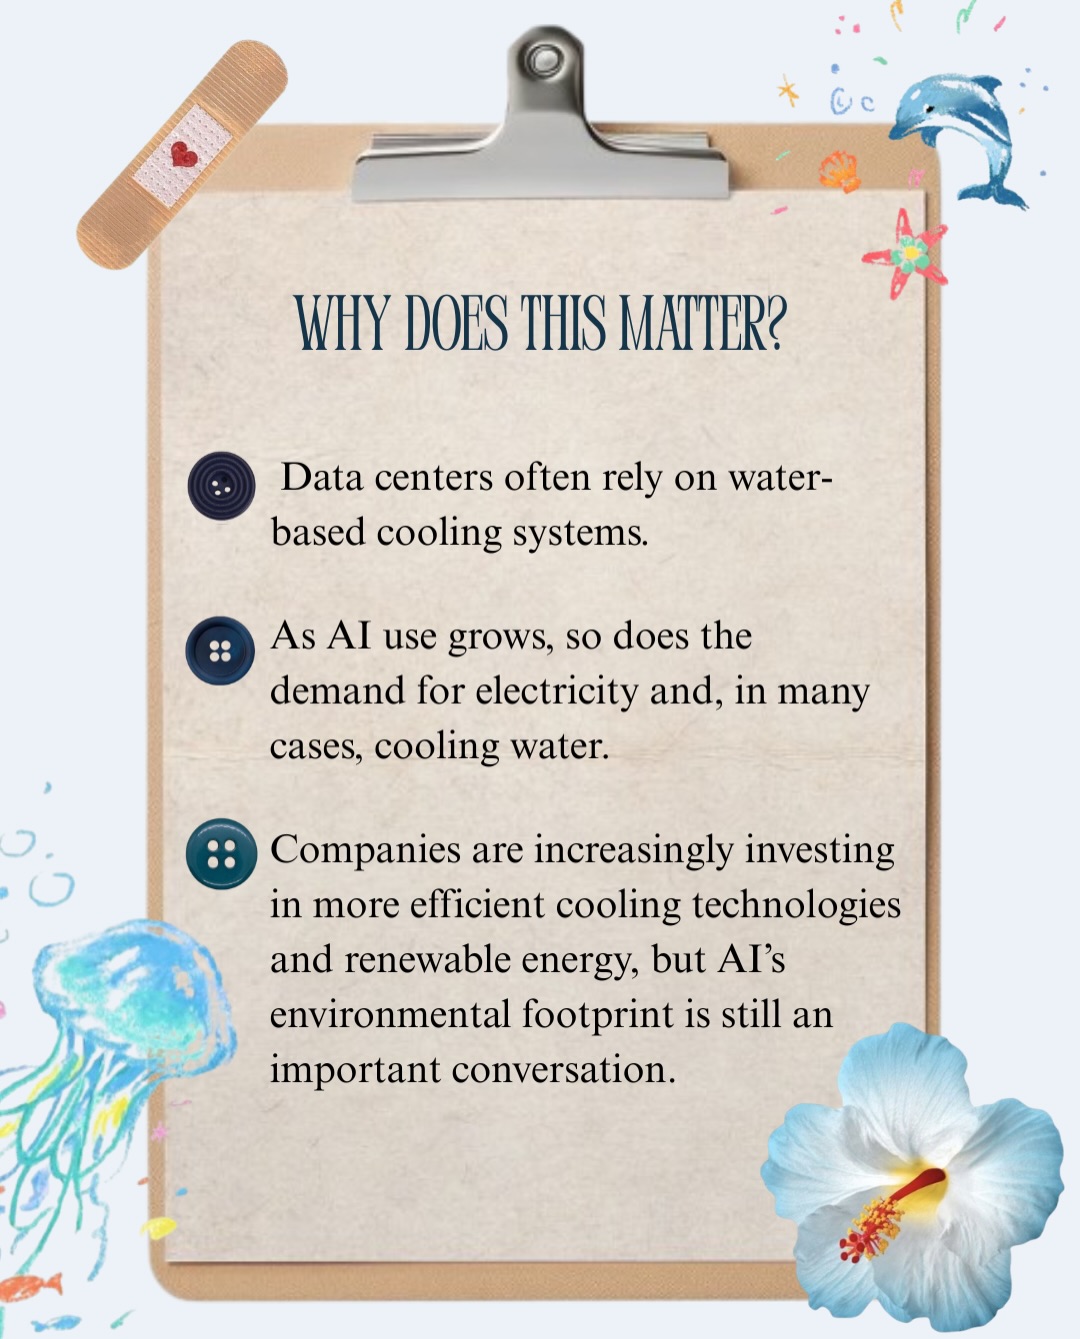 WHY DOES THIS MATTER?
Data centers often rely on water-
based cooling systems.
As AI use grows, so does the
demand for electricity and, in many
cases, cooling water.
Companies are increasingly investing
in more efficient cooling technologies
and renewable energy, but AI’s
environmental footprint is still an
important conversation.